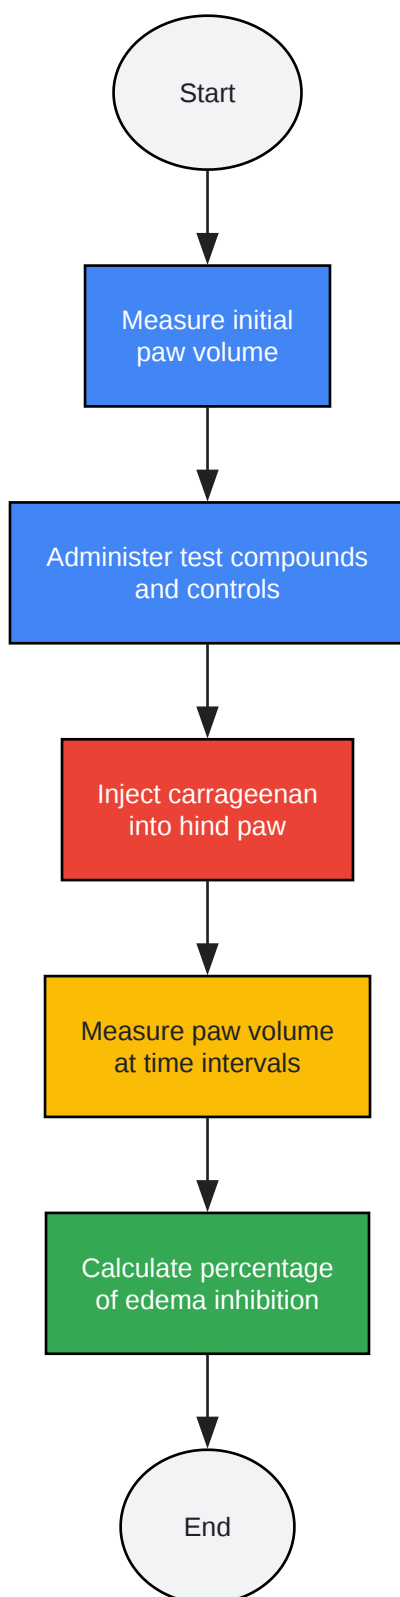 Start
Measure initial
paw volume
Administer test compounds
and controls
Inject carrageenan
into hind paw
Measure paw volume
at time intervals
Calculate percentage
of edema inhibition
End